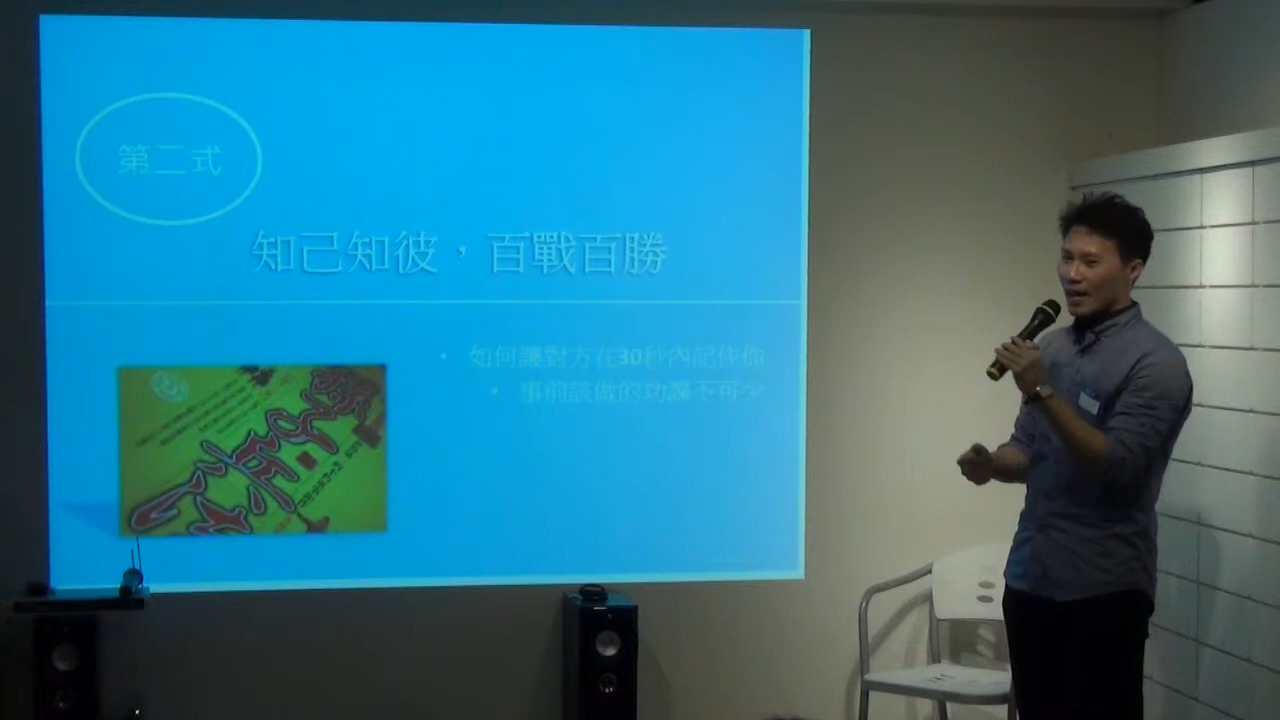 第二式
知己知彼，百戰百勝
• 如何讓對方在30秒內記住你
• 事前該做的功課不可少